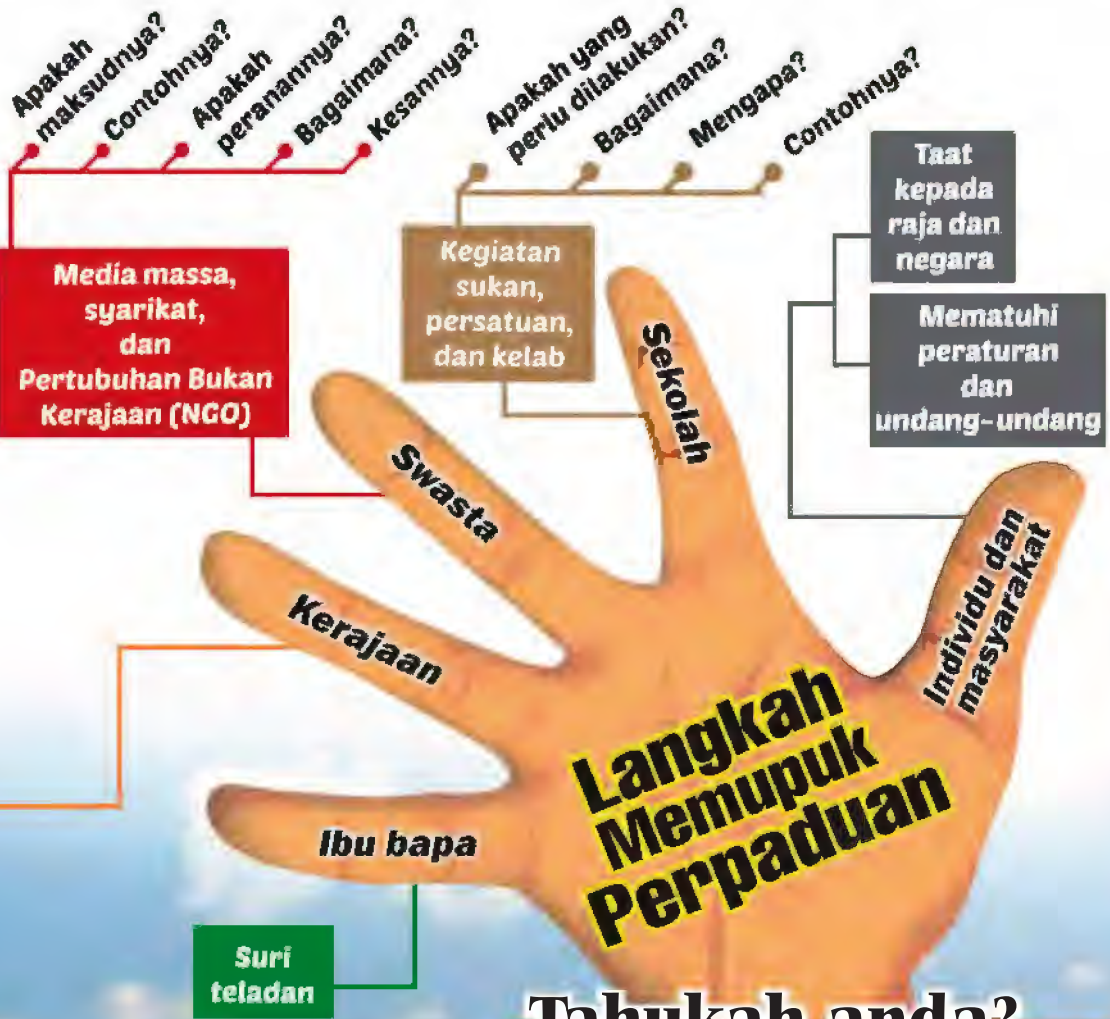 Apakah
maksudnya?
Contohnya?
Apakah
peranannya?
Bagaimana?
Kesannya?
Apakah yang
perlu dilakukan?
Bagaimana?
Mengapa?
Contohnya?
Media massa,
syarikat,
dan
Pertubuhan Bukan
Kerajaan (NGO)
Kegiatan
sukan,
persatuan,
dan kelab
Taat
kepada
raja dan
negara
Mematuhi
peraturan
dan
undang-undang
Sekolah
Swasta
Kerajaan
Ibu bapa
Individu dan
masyarakat
Langkah
Memupuk
Perpaduan
Suri
teladan
Tahukah anda?